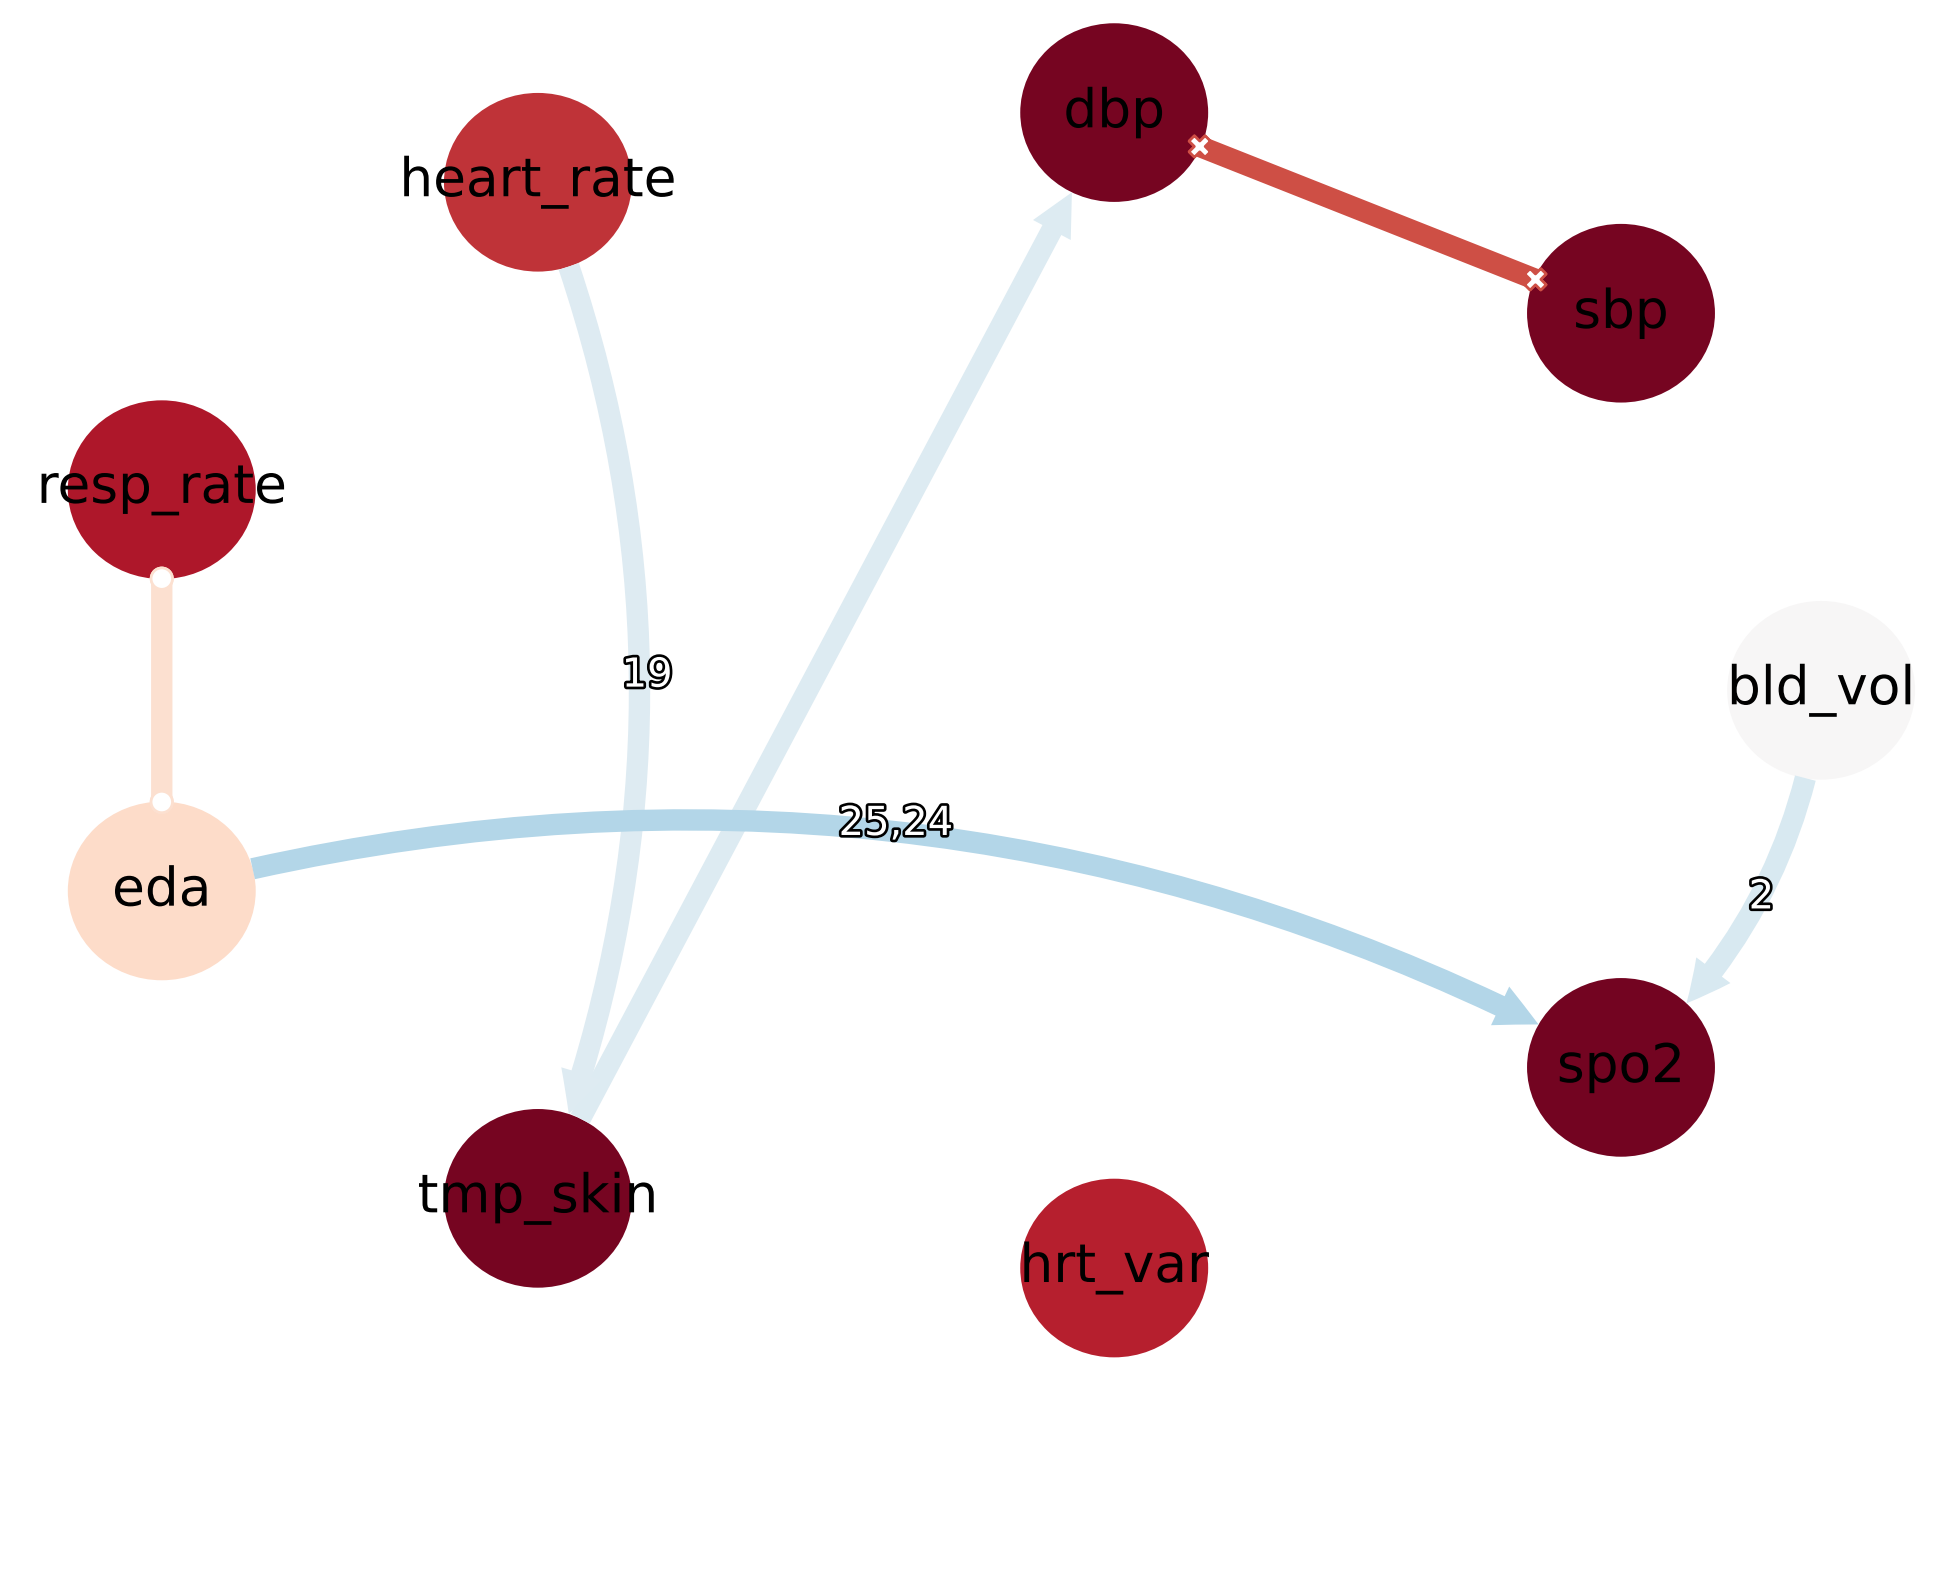 dbp
heart_rate
sbp
resp_rate
19
bld_vol
25,24
eda
2
spo2
tmp_skin
hrt_var